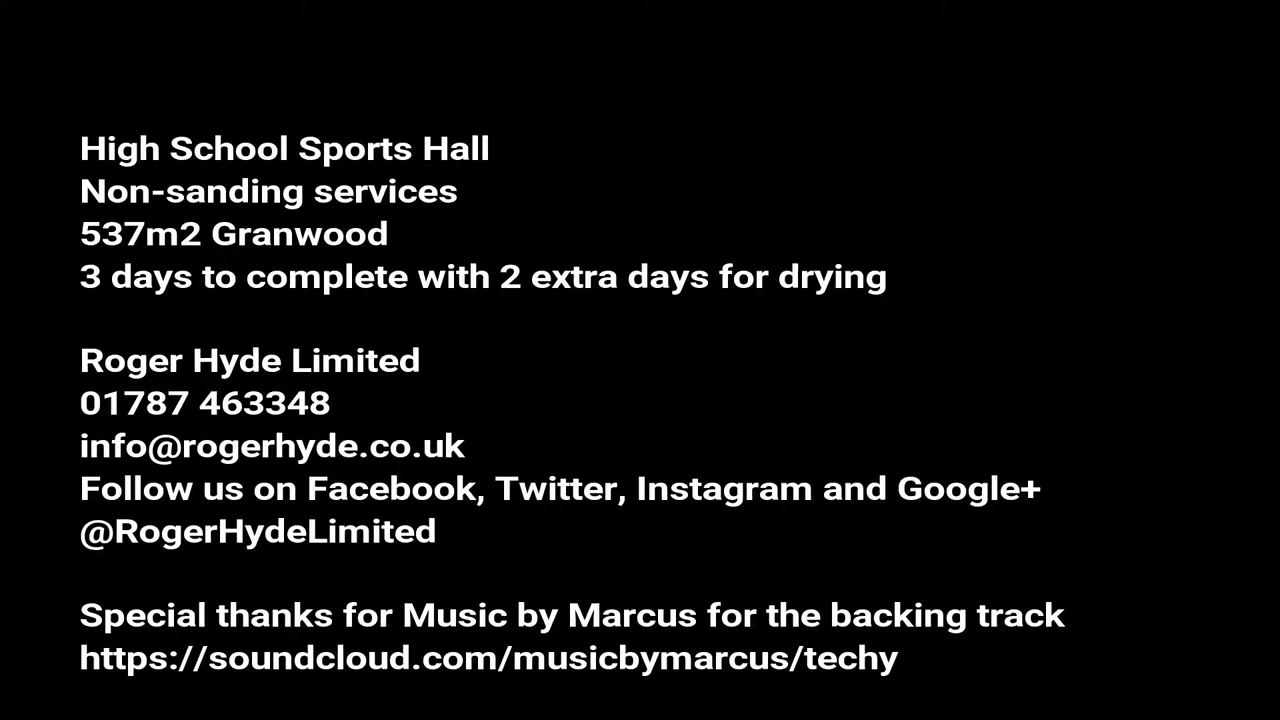 High School Sports Hall
Non-sanding services
537m2 Granwood
3 days to complete with 2 extra days for drying
Roger Hyde Limited
01787 463348
info@rogerhyde.co.uk
Follow us on Facebook, Twitter, Instagram and Google+
@RogerHydeLimited
Special thanks for Music by Marcus for the backing track
https://soundcloud.com/musicbymarcus/techy